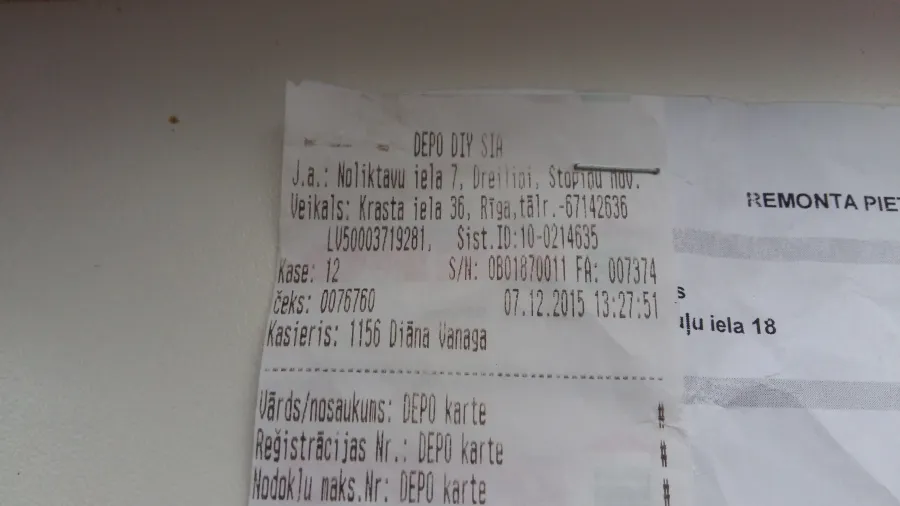 DEPO DIY SIA
J.a.: Noliktavu iela 7, Dreiliņi, Stopiņu nov.
Veikals: Krasta iela 36, Rīga,tālr.-67142636
LV50003719281, Sist.ID:10-0214635
Kase: 12 S/N: 0B01870011 FA: 007374
čeks: 0076760 07.12.2015 13:27:51
Kasieris: 1156 Diāna Vanaga
Vārds/nosaukums: DEPO karte #
Reģistrācijas Nr.: DEPO karte #
Nodokļu maks.Nr: DEPO karte #
REMONTA PIE
s
uļu iela 18